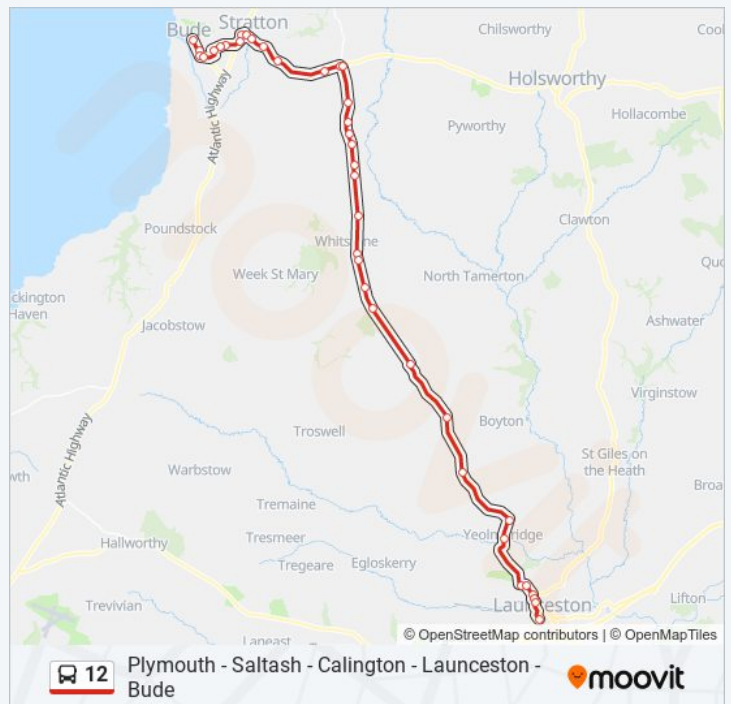 Bude
Stratton
Chilsworthy
Cool
Atlantic Highway
Holsworthy
Hollacombe
Pyworthy
Poundstock
Clawton
Whitstone
Week St Mary
North Tamerton
Quo
ckington
Haven
Jacobstow
Ashwater
Virginstow
Boyton
Troswell
Atlantic Highway
St Giles on
the Heath
wth
Warbstow
Broa
Tremaine
Tresmeer
Yeolmbridge
Hallworthy
Tregeare
Egloskerry
Trevivian
Launceston
Lifton
Laneast
© OpenStreetMap contributors | © OpenMapTiles
12
Plymouth - Saltash - Calington - Launceston -
Bude
moovit